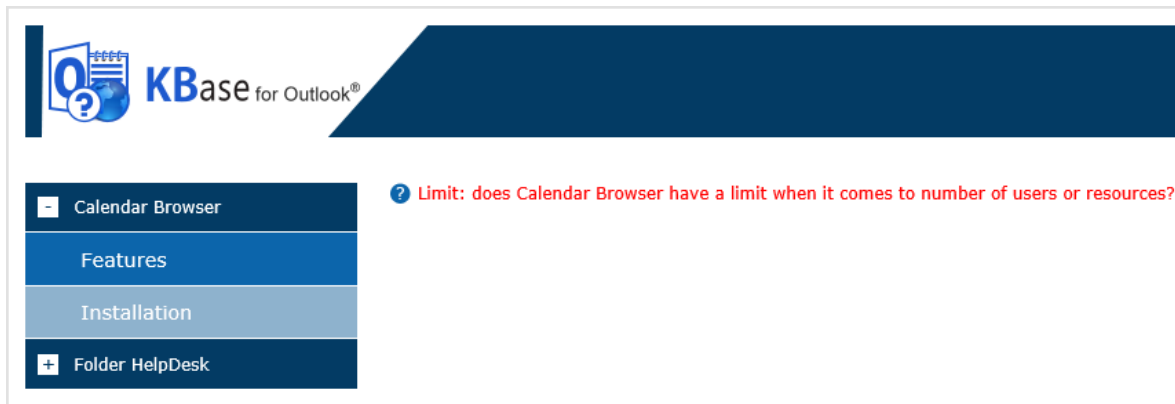 KBase for Outlook®
Limit: does Calendar Browser have a limit when it comes to number of users or resources?
- Calendar Browser
Features
Installation
+ Folder HelpDesk